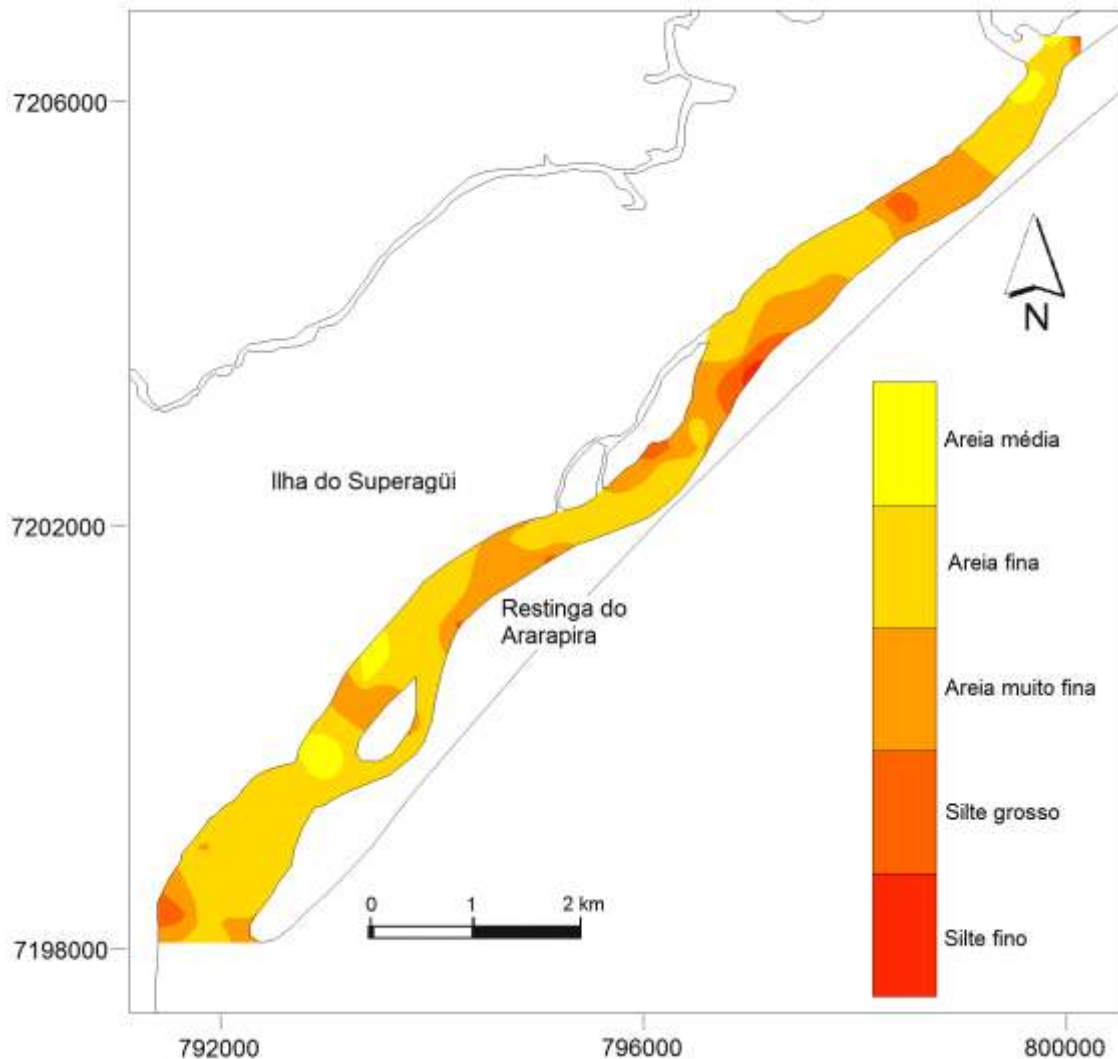 7206000
N
Areia média
Ilha do Superagüi
7202000
Areia fina
Restinga do
Ararapira
Areia muito fina
Silte grosso
0 1 2 km
7198000
Silte fino
792000 796000 800000